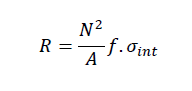 R = N²/A f.σ_int